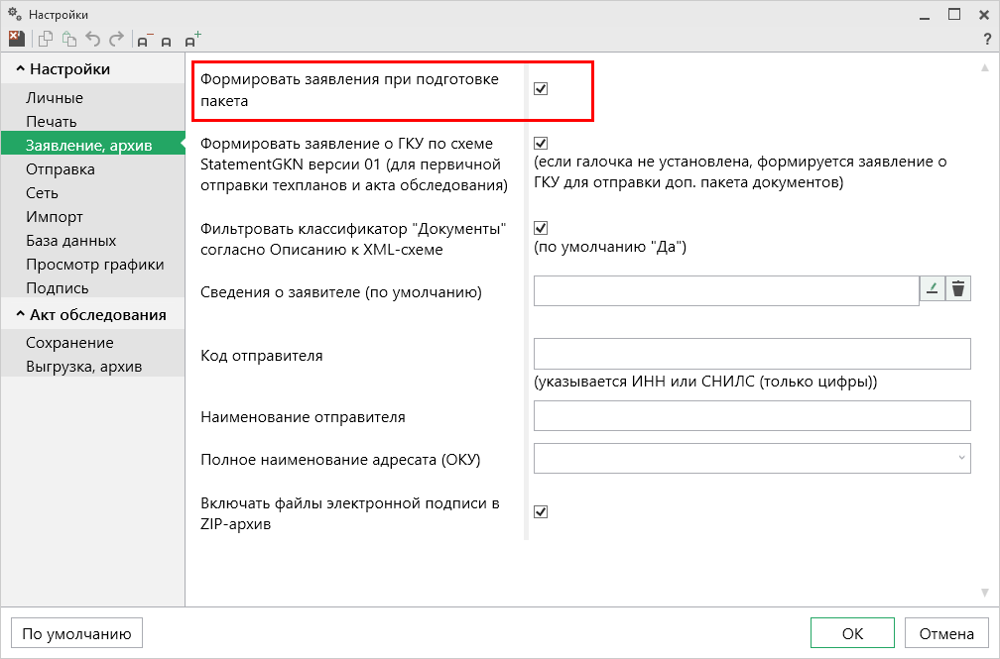 Настройки
?
Настройки
Личные
Печать
Заявление, архив
Отправка
Сеть
Импорт
База данных
Просмотр графики
Подпись
Акт обследования
Сохранение
Выгрузка, архив
Формировать заявления при подготовке
пакета
Формировать заявление о ГКУ по схеме
StatementGKN версии 01 (для первичной
отправки техпланов и акта обследования)
(если галочка не установлена, формируется заявление о
ГКУ для отправки доп. пакета документов)
Фильтровать классификатор "Документы"
согласно Описанию к XML-схеме
(по умолчанию "Да")
Сведения о заявителе (по умолчанию)
Код отправителя
(указывается ИНН или СНИЛС (только цифры))
Наименование отправителя
Полное наименование адресата (ОКУ)
Включать файлы электронной подписи в
ZIP-архив
По умолчанию
ОК
Отмена